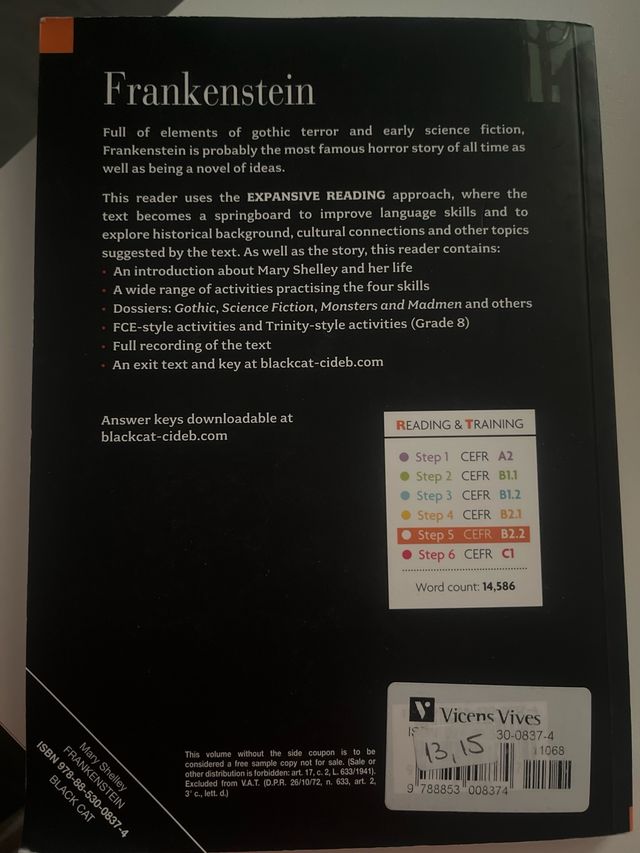 Frankenstein
Full of elements of gothic terror and early science fiction,
Frankenstein is probably the most famous horror story of all time as
well as being a novel of ideas.
This reader uses the EXPANSIVE READING approach, where the
text becomes a springboard to improve language skills and to
explore historical background, cultural connections and other topics
suggested by the text. As well as the story, this reader contains:
• An introduction about Mary Shelley and her life
• A wide range of activities practising the four skills
• Dossiers: Gothic, Science Fiction, Monsters and Madmen and others
• FCE-style activities and Trinity-style activities (Grade 8)
• Full recording of the text
• An exit text and key at blackcat-cideb.com
Answer keys downloadable at
blackcat-cideb.com
READING & TRAINING
Step 1 CEFR A2
Step 2 CEFR B1.1
Step 3 CEFR B1.2
Step 4 CEFR B2.1
Step 5 CEFR B2.2
Step 6 CEFR C1
Word count: 14,586
Mary Shelley
FRANKENSTEIN
ISBN 978-88-530-0837-4
BLACK CAT
This volume without the side coupon is to be
considered a free sample copy not for sale. (Sale or
other distribution is forbidden: art. 17, c. 2, L. 633/1941).
Excluded from V.A.T. (D.P.R. 26/10/72, n. 633, art. 2,
3° c., lett. d.)
Vicens Vives
30-0837-4
13,15
11068
9 788853 008374